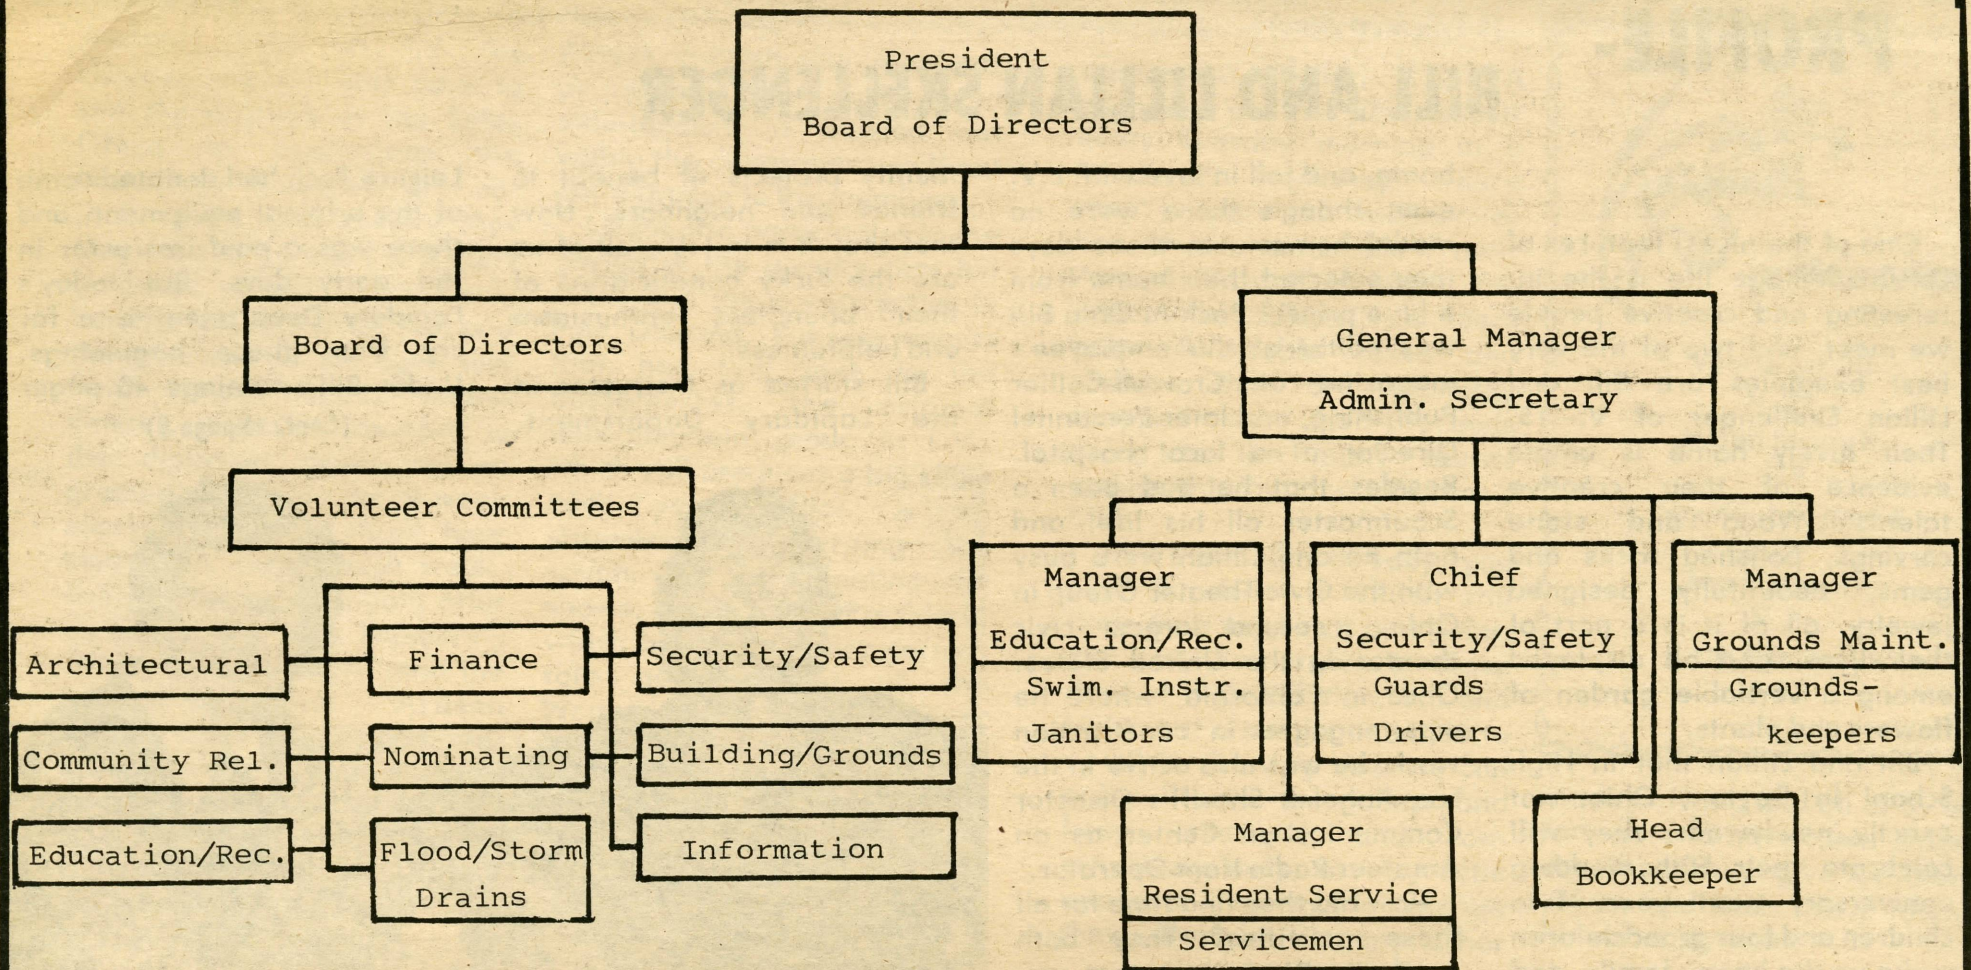 President
Board of Directors
Board of Directors
General Manager
Admin. Secretary
Volunteer Committees
Architectural
Finance
Security/Safety
Community Rel.
Nominating
Building/Grounds
Education/Rec.
Flood/Storm
Drains
Information
Manager
Education/Rec.
Swim. Instr.
Janitors
Chief
Security/Safety
Guards
Drivers
Manager
Grounds Maint.
Grounds-
keepers
Manager
Resident Service
Servicemen
Head
Bookkeeper